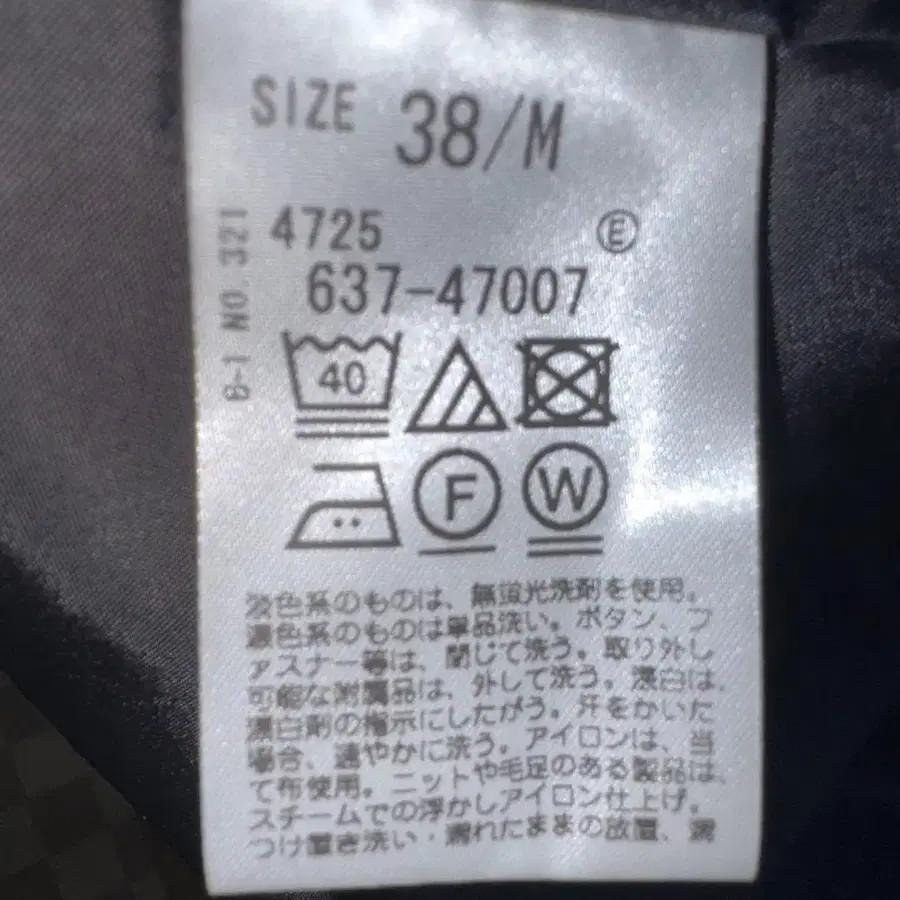 SIZE 38/M
4725 Ⓔ
637-47007
B-1 NO.321
40
F W
淡色系のものは、無蛍光洗剤を使用。
濃色系のものは単品洗い。ボタン、フ
ァスナー等は、閉じて洗う。取り外し
可能な附属品は、外して洗う。漂白は、
漂白剤の指示にしたがう。汗をかいた
場合、速やかに洗う。アイロンは、当
て布使用。ニットや毛足のある製品は、
スチームでの浮かしアイロン仕上げ。
つけ置き洗い・濡れたままの放置、濃